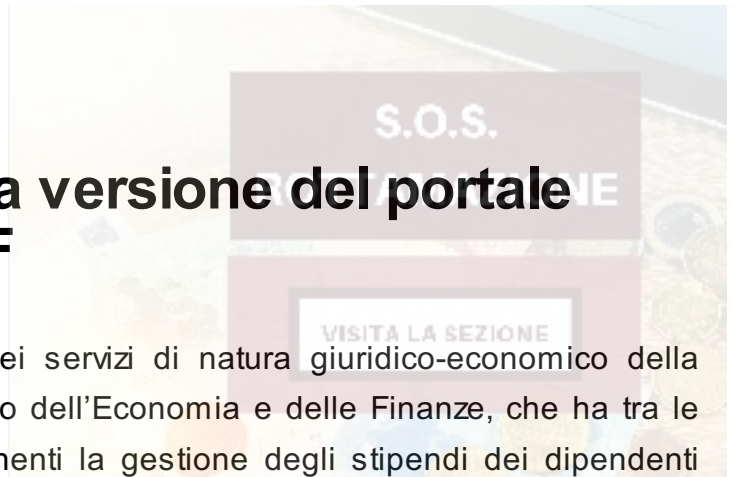 S.O.S.
a versione del portale
ei servizi di natura giuridico-economico della
VISITA LA SEZIONE
o dell’Economia e delle Finanze, che ha tra le
enti la gestione degli stipendi dei dipendenti